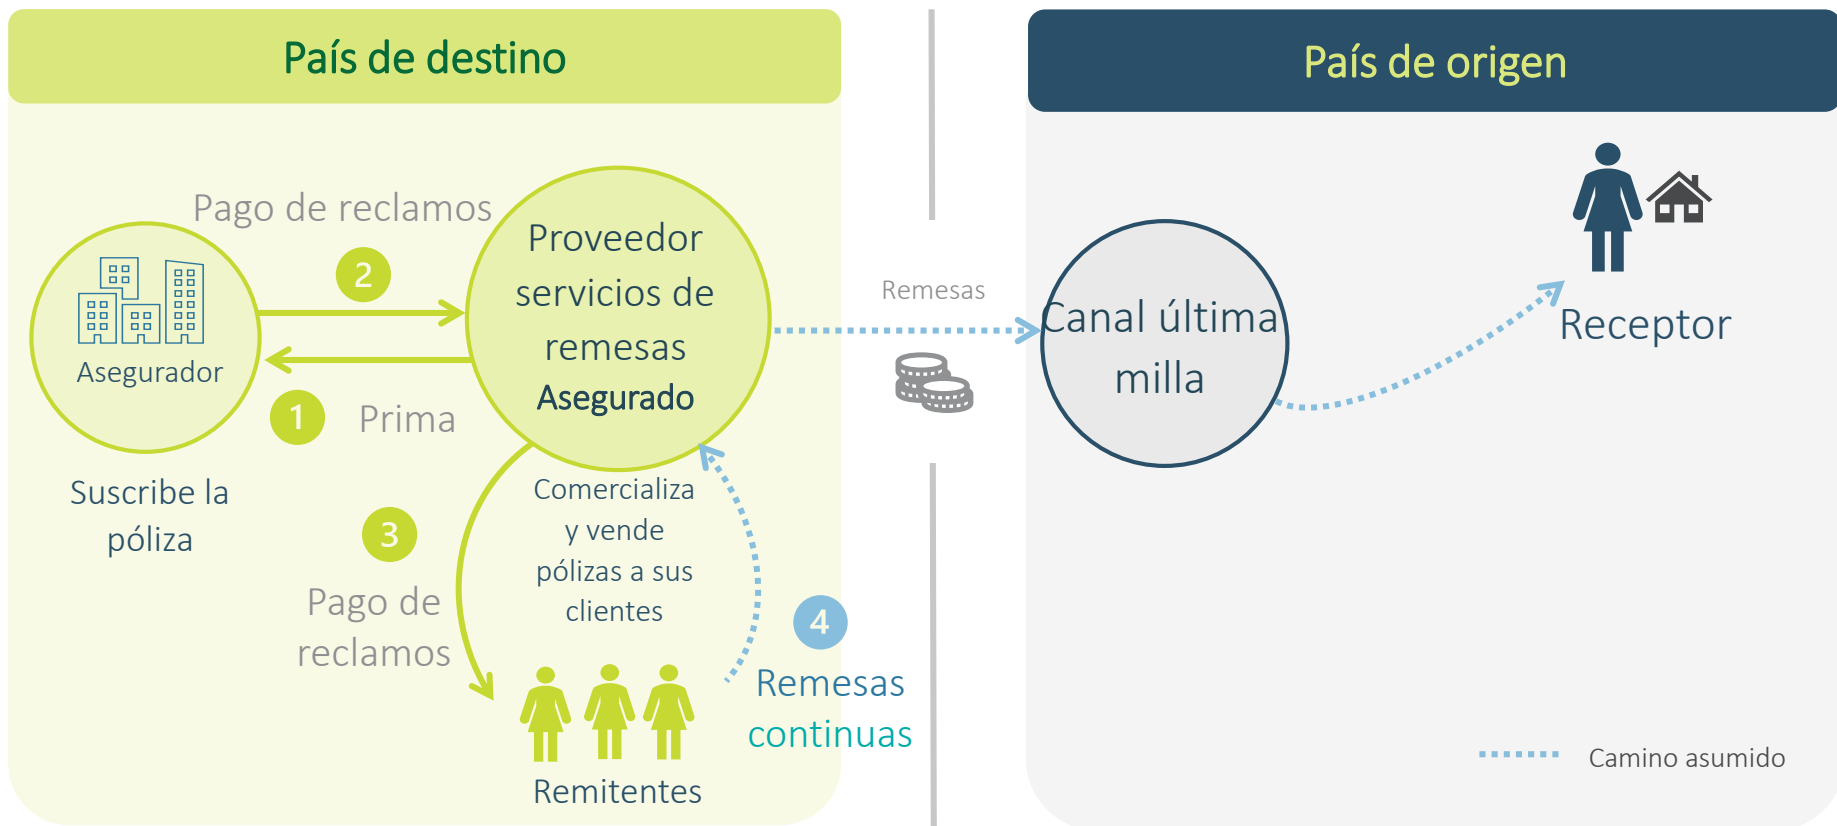 País de destino
País de origen
Pago de reclamos
2
Asegurador
1
Prima
Suscribe la
póliza
Proveedor
servicios de
remesas
Asegurado
Comercializa
y vende
pólizas a sus
clientes
3
Pago de
reclamos
4
Remesas
continuas
Remitentes
Remesas
Canal última
milla
Receptor
Camino asumido